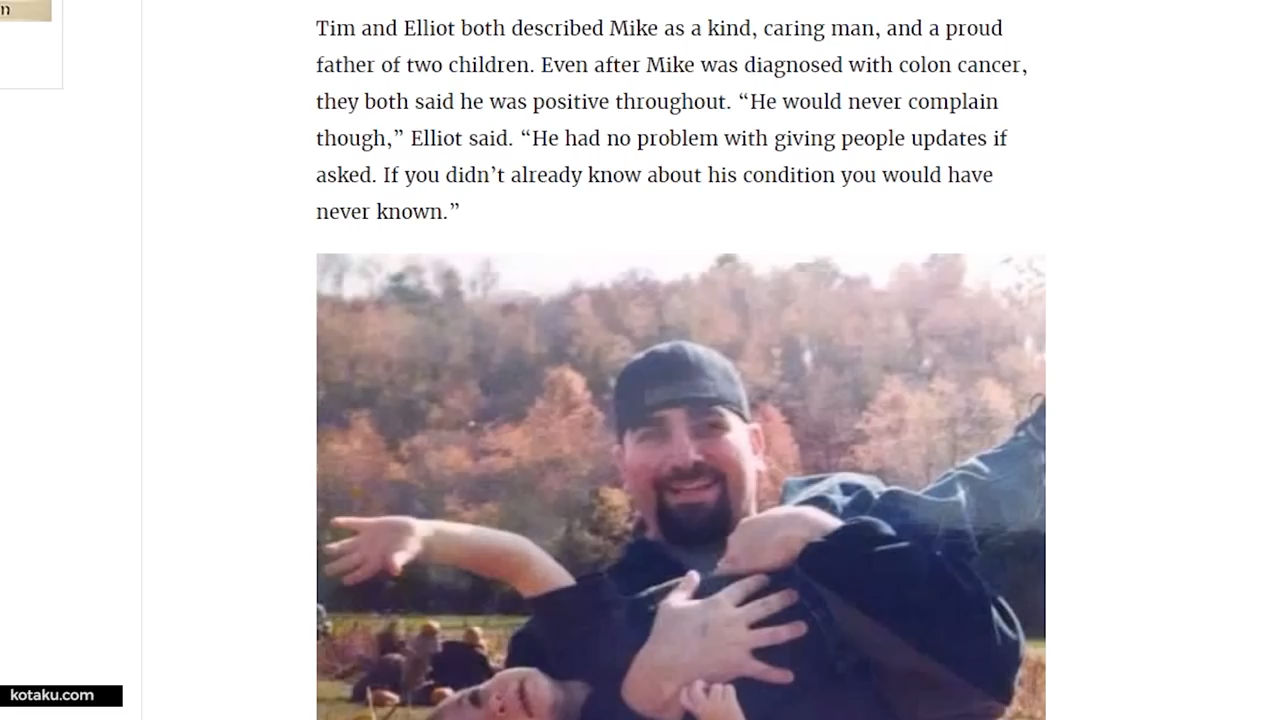 n
Tim and Elliot both described Mike as a kind, caring man, and a proud
father of two children. Even after Mike was diagnosed with colon cancer,
they both said he was positive throughout. “He would never complain
though,” Elliot said. “He had no problem with giving people updates if
asked. If you didn’t already know about his condition you would have
never known.”
kotaku.com